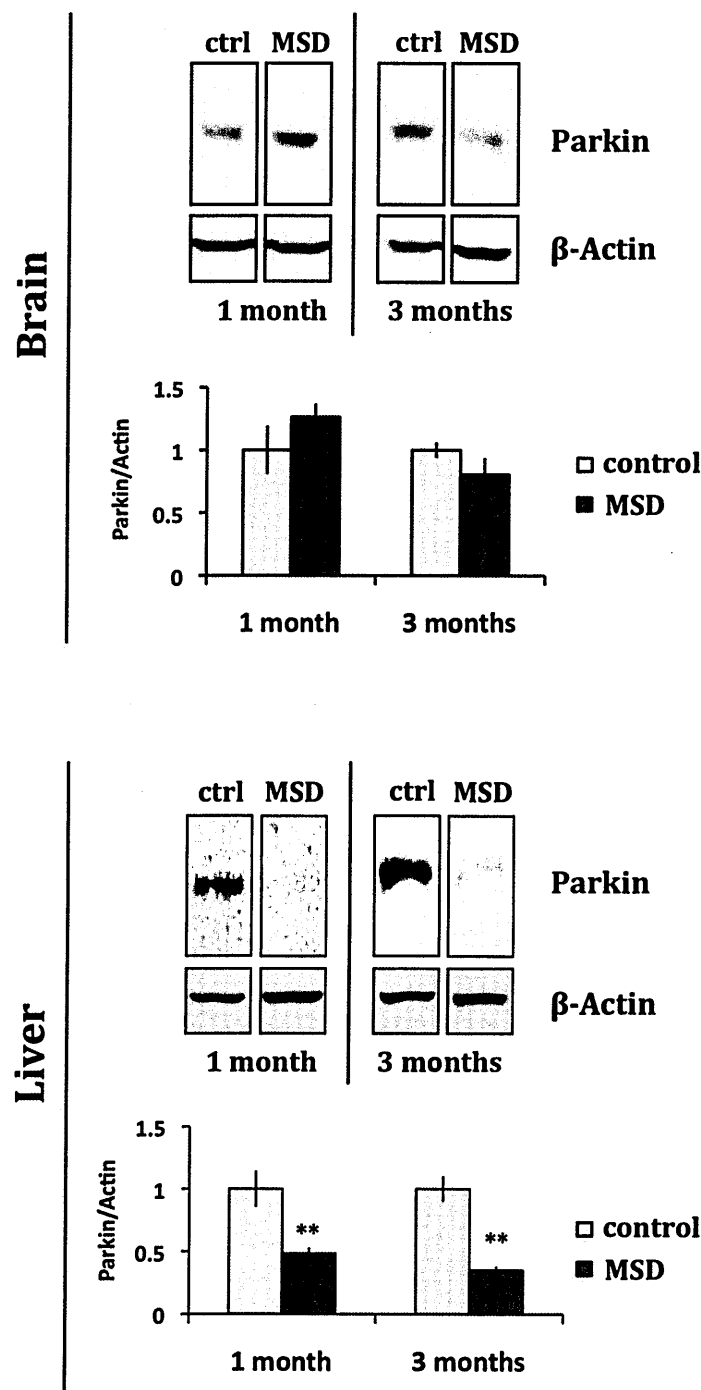 Brain
ctrl MSD ctrl MSD
Parkin
β-Actin
1 month 3 months
1.5
1
0.5
0
Parkin/Actin
control
MSD
1 month 3 months
Liver
ctrl MSD ctrl MSD
Parkin
β-Actin
1 month 3 months
1.5
1
0.5
0
Parkin/Actin
** **
control
MSD
1 month 3 months